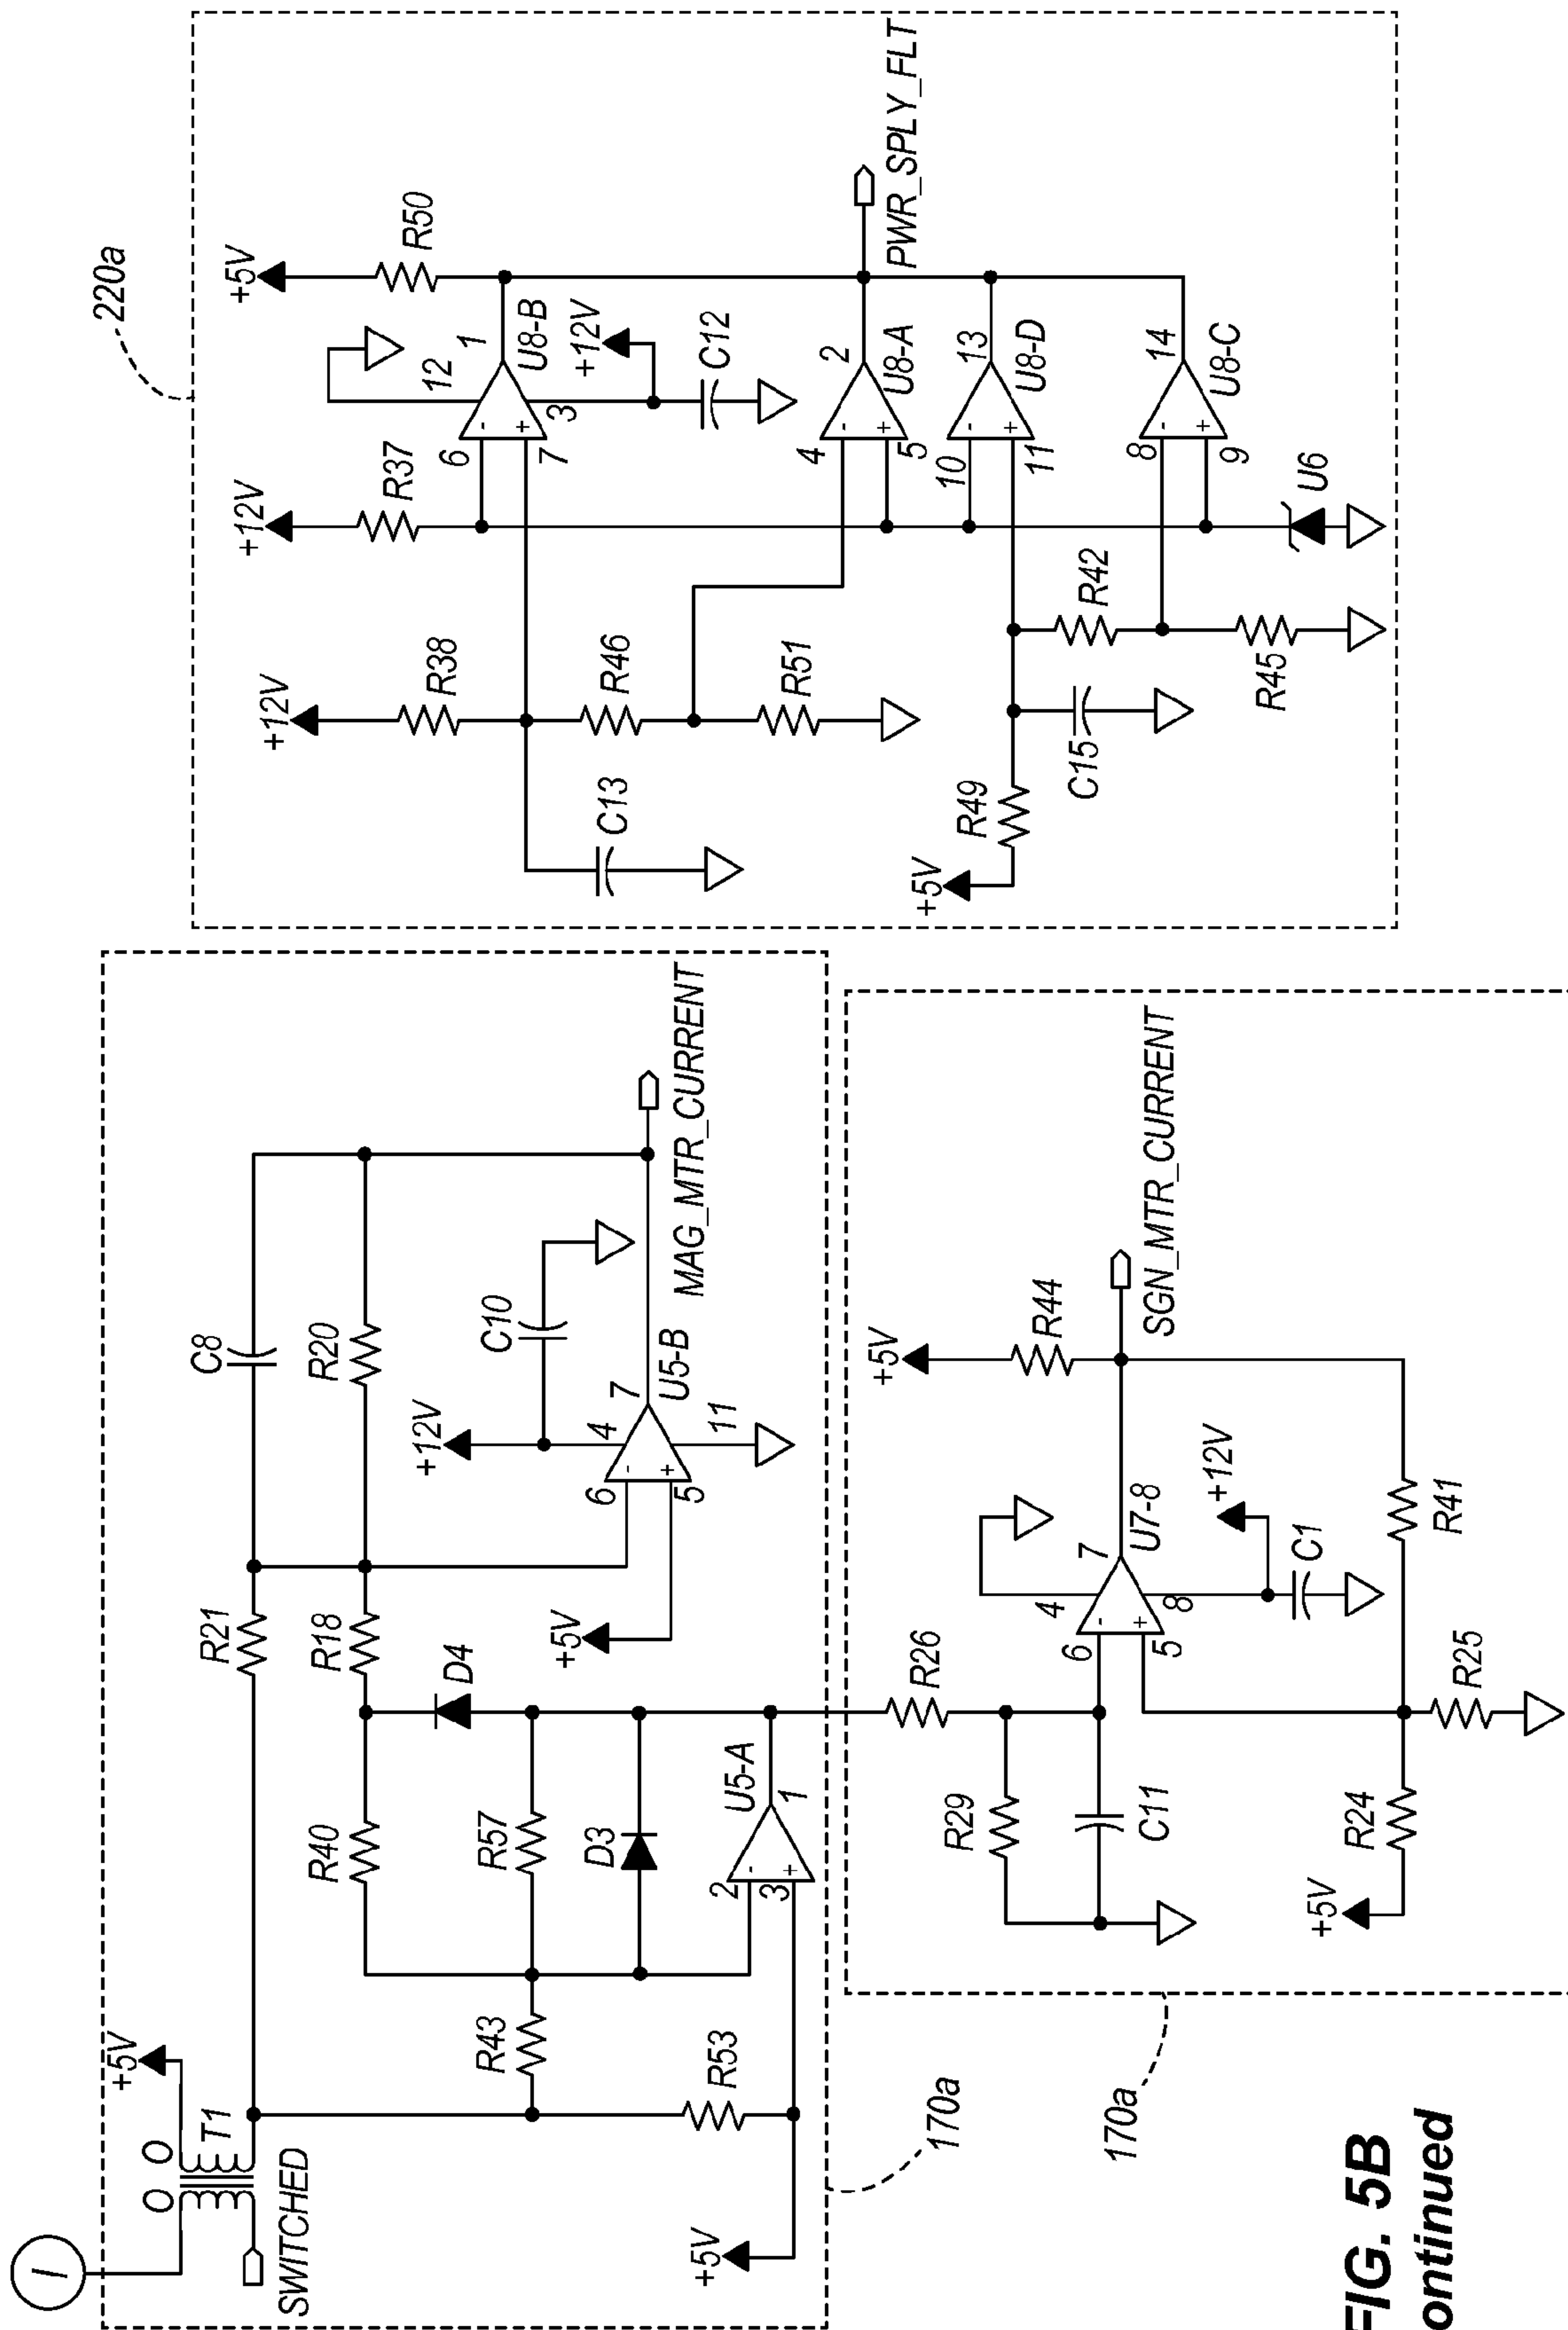 I
SWITCHED
T1
+5V
R21
C8
R40
R18
R20
D4
+12V
C10
R43
R57
D3
+5V
6
4
7
U5-B
5
11
MAG_MTR_CURRENT
R53
2
3
U5-A
1
+5V
170a
R26
+5V
R44
SGN_MTR_CURRENT
R29
C11
6
4
7
U7-8
5
8
+12V
C1
+5V
R24
R25
R41
170a
220a
+12V
R38
+12V
R37
+5V
R50
C13
R46
R51
6
12
1
U8-B
7
3
+12V
C12
4
2
U8-A
5
PWR_SPLY_FLT
+5V
R49
C15
10
13
U8-D
11
R42
R45
8
14
U8-C
9
U6
FIG. 5B
ontinued